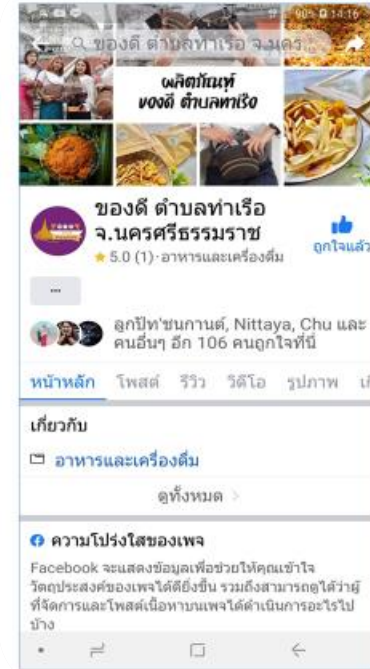 90% 14:16
ของดี ตำบลท่าเรือ จ.นคร...
ผลิตภัณฑ์
ของดี ตำบลท่าเรือ
ของดี ตำบลท่าเรือ
จ.นครศรีธรรมราช
5.0 (1) · อาหารและเครื่องดื่ม
ถูกใจแล้ว
...
ลูกปัท'ชนกานต์, Nittaya, Chu และ
คนอื่นๆ อีก 106 คนถูกใจที่นี่
หน้าหลัก โพสต์ รีวิว วิดีโอ รูปภาพ
เกี่ยวกับ
อาหารและเครื่องดื่ม
ดูทั้งหมด >
ความโปร่งใสของเพจ
Facebook จะแสดงข้อมูลเพื่อช่วยให้คุณเข้าใจ
วัตถุประสงค์ของเพจได้ดียิ่งขึ้น รวมถึงสามารถดูได้ว่าผู้
ที่จัดการและโพสต์เนื้อหาบนเพจได้ดำเนินการอะไรไป
บ้าง